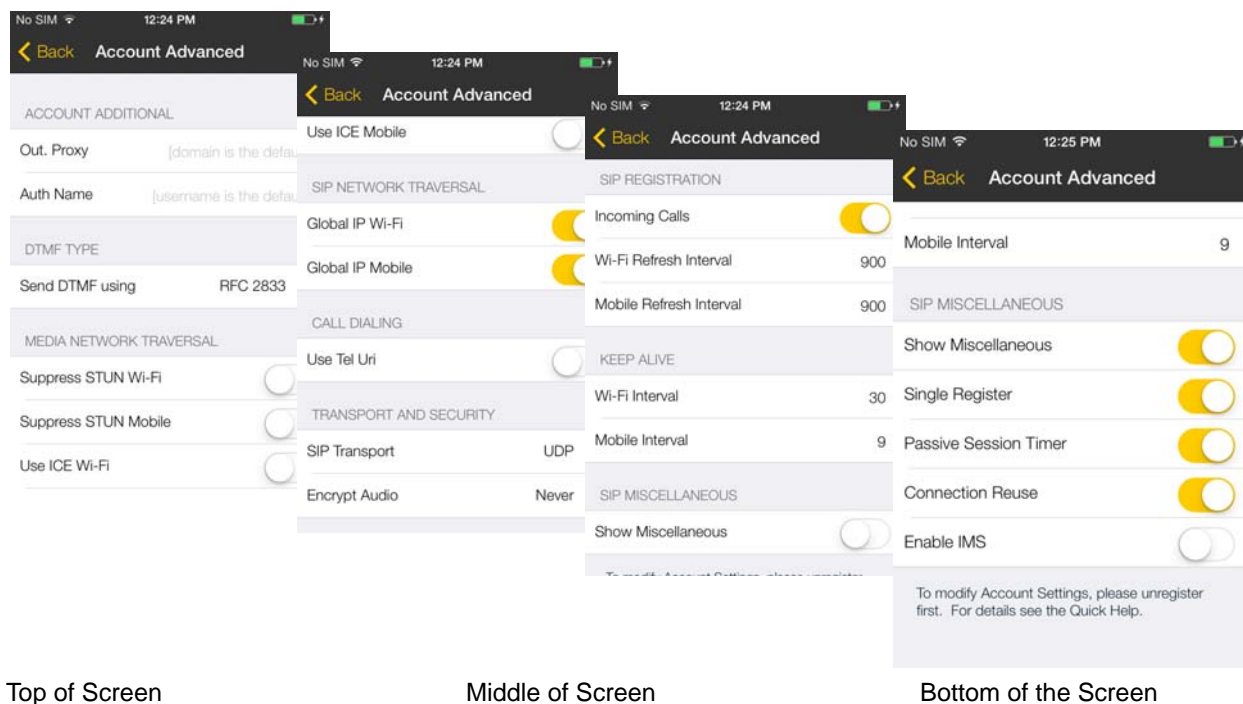 No SIM 12:24 PM
Back Account Advanced
ACCOUNT ADDITIONAL
Out. Proxy [domain is the defau
Auth Name [username is the defau
DTMF TYPE
Send DTMF using RFC 2833
MEDIA NETWORK TRAVERSAL
Suppress STUN Wi-Fi
Suppress STUN Mobile
Use ICE Wi-Fi
No SIM 12:24 PM
Back Account Advanced
Use ICE Mobile
SIP NETWORK TRAVERSAL
Global IP Wi-Fi
Global IP Mobile
CALL DIALING
Use Tel Uri
TRANSPORT AND SECURITY
SIP Transport UDP
Encrypt Audio Never
No SIM 12:24 PM
Back Account Advanced
SIP REGISTRATION
Incoming Calls
Wi-Fi Refresh Interval 900
Mobile Refresh Interval 900
KEEP ALIVE
Wi-Fi Interval 30
Mobile Interval 9
SIP MISCELLANEOUS
Show Miscellaneous
To modify Account Settings, please unregister
No SIM 12:25 PM
Back Account Advanced
Mobile Interval 9
SIP MISCELLANEOUS
Show Miscellaneous
Single Register
Passive Session Timer
Connection Reuse
Enable IMS
To modify Account Settings, please unregister
first. For details see the Quick Help.
Top of Screen
Middle of Screen
Bottom of the Screen